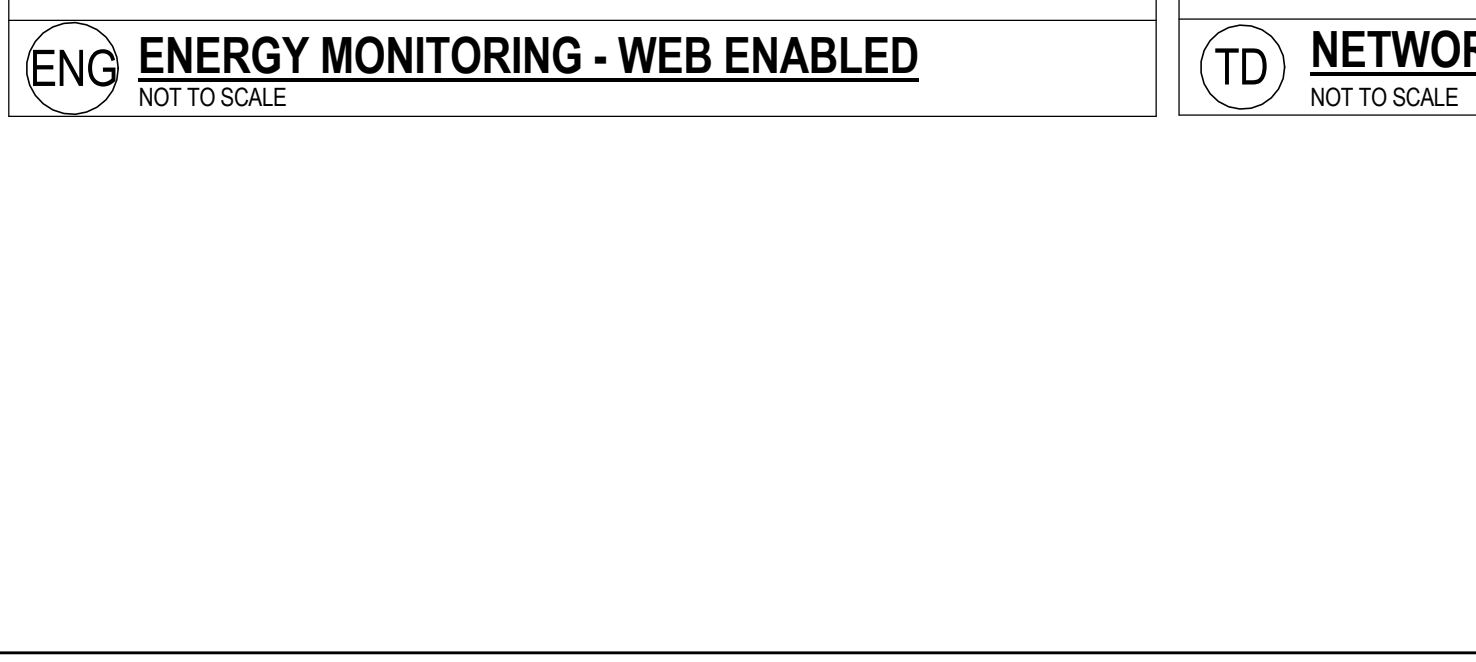 ENG ENERGY MONITORING - WEB ENABLED
NOT TO SCALE
TD
NOT TO SCALE